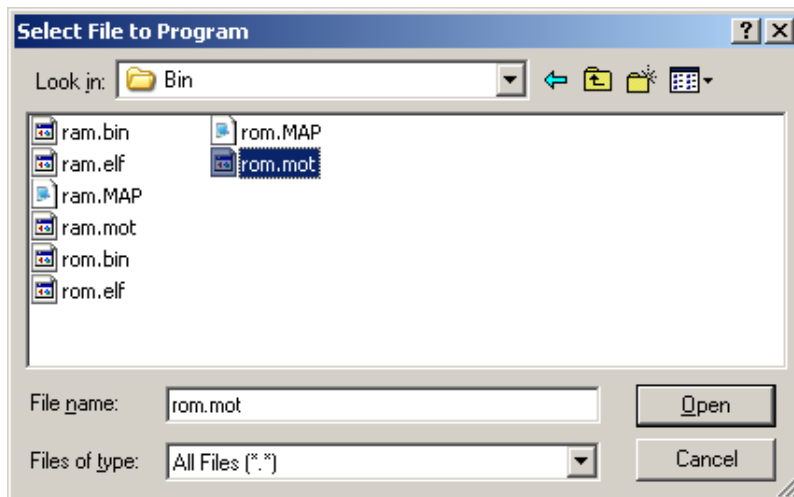 Select File to Program
Look in: Bin
ram.bin rom.MAP
ram.elf rom.mot
ram.MAP
ram.mot
rom.bin
rom.elf
File name: rom.mot Open
Files of type: All Files (*.*) Cancel